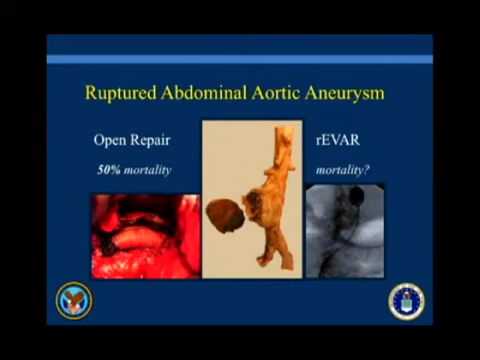 Ruptured Abdominal Aortic Aneurysm
Open Repair
50% mortality
rEVAR
mortality?